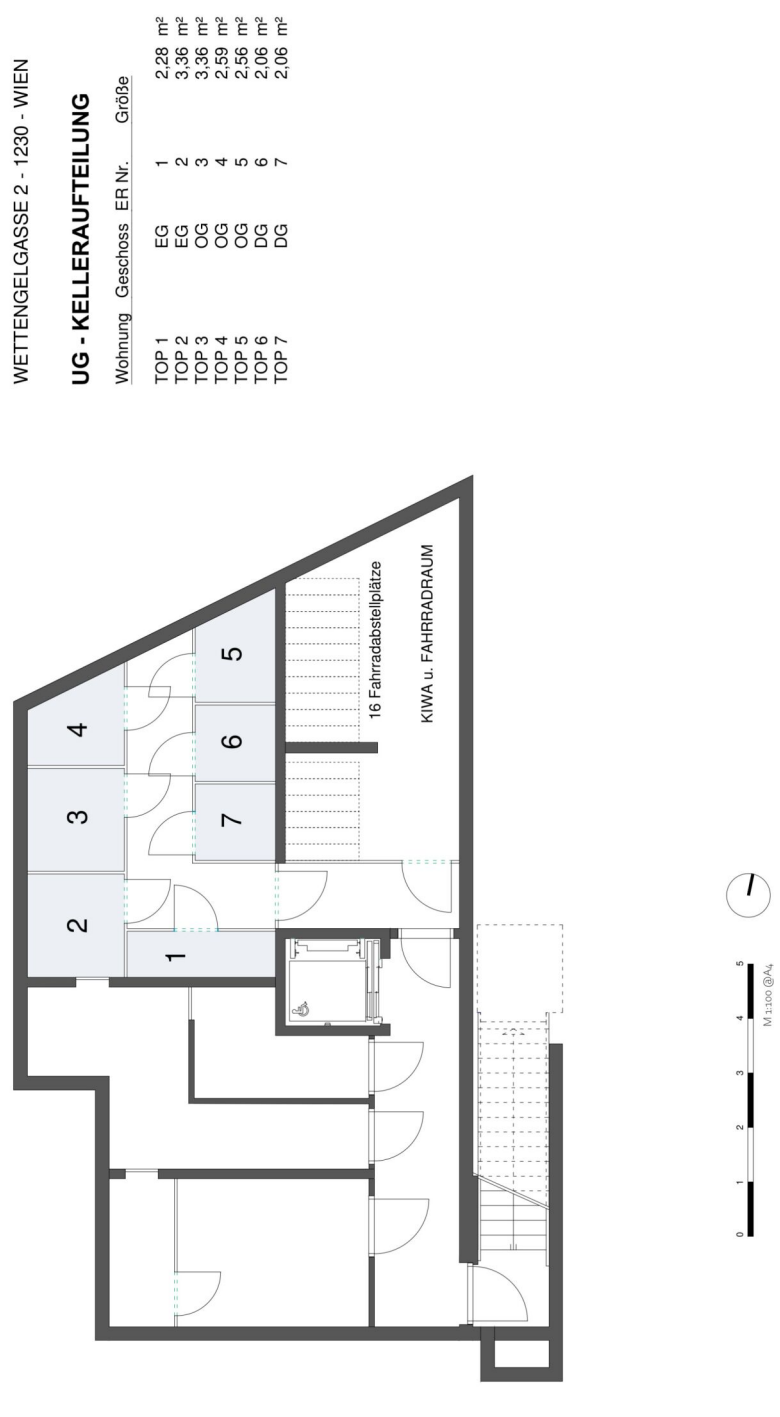 WETTENGELGASSE 2 - 1230 - WIEN
UG - KELLERAUFTEILUNG
Wohnung Geschoss ER Nr. Größe
TOP 1 EG 1 2,28 m²
TOP 2 EG 2 3,36 m²
TOP 3 OG 3 3,36 m²
TOP 4 OG 4 2,59 m²
TOP 5 OG 5 2,56 m²
TOP 6 DG 6 2,06 m²
TOP 7 DG 7 2,06 m²
2 3 4
1 7 6 5
16 Fahrradabstellplätze
KIWA u. FAHRRADRAUM
0 1 2 3 4 5
M 1:100 @A4